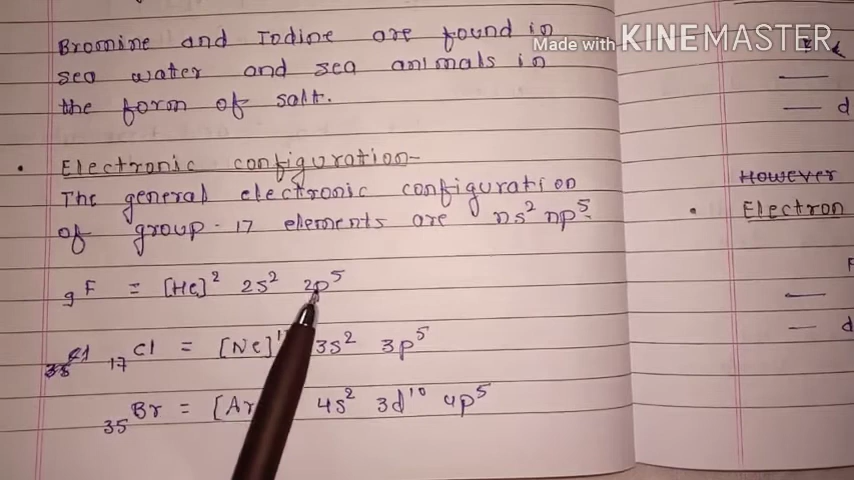 Bromine and Iodine are found in
sea water and sea animals in
the form of salt.
Made with KINEMASTER
• Electronic configuration-
The general electronic configuration
of group-17 elements are ns² np⁵.
₉F = [He]² 2s² 2p⁵
₁₇Cl = [Ne] 3s² 3p⁵
₃₅Br = [Ar 4s² 3d¹⁰ 4p⁵
d
However
• Electron
F
d